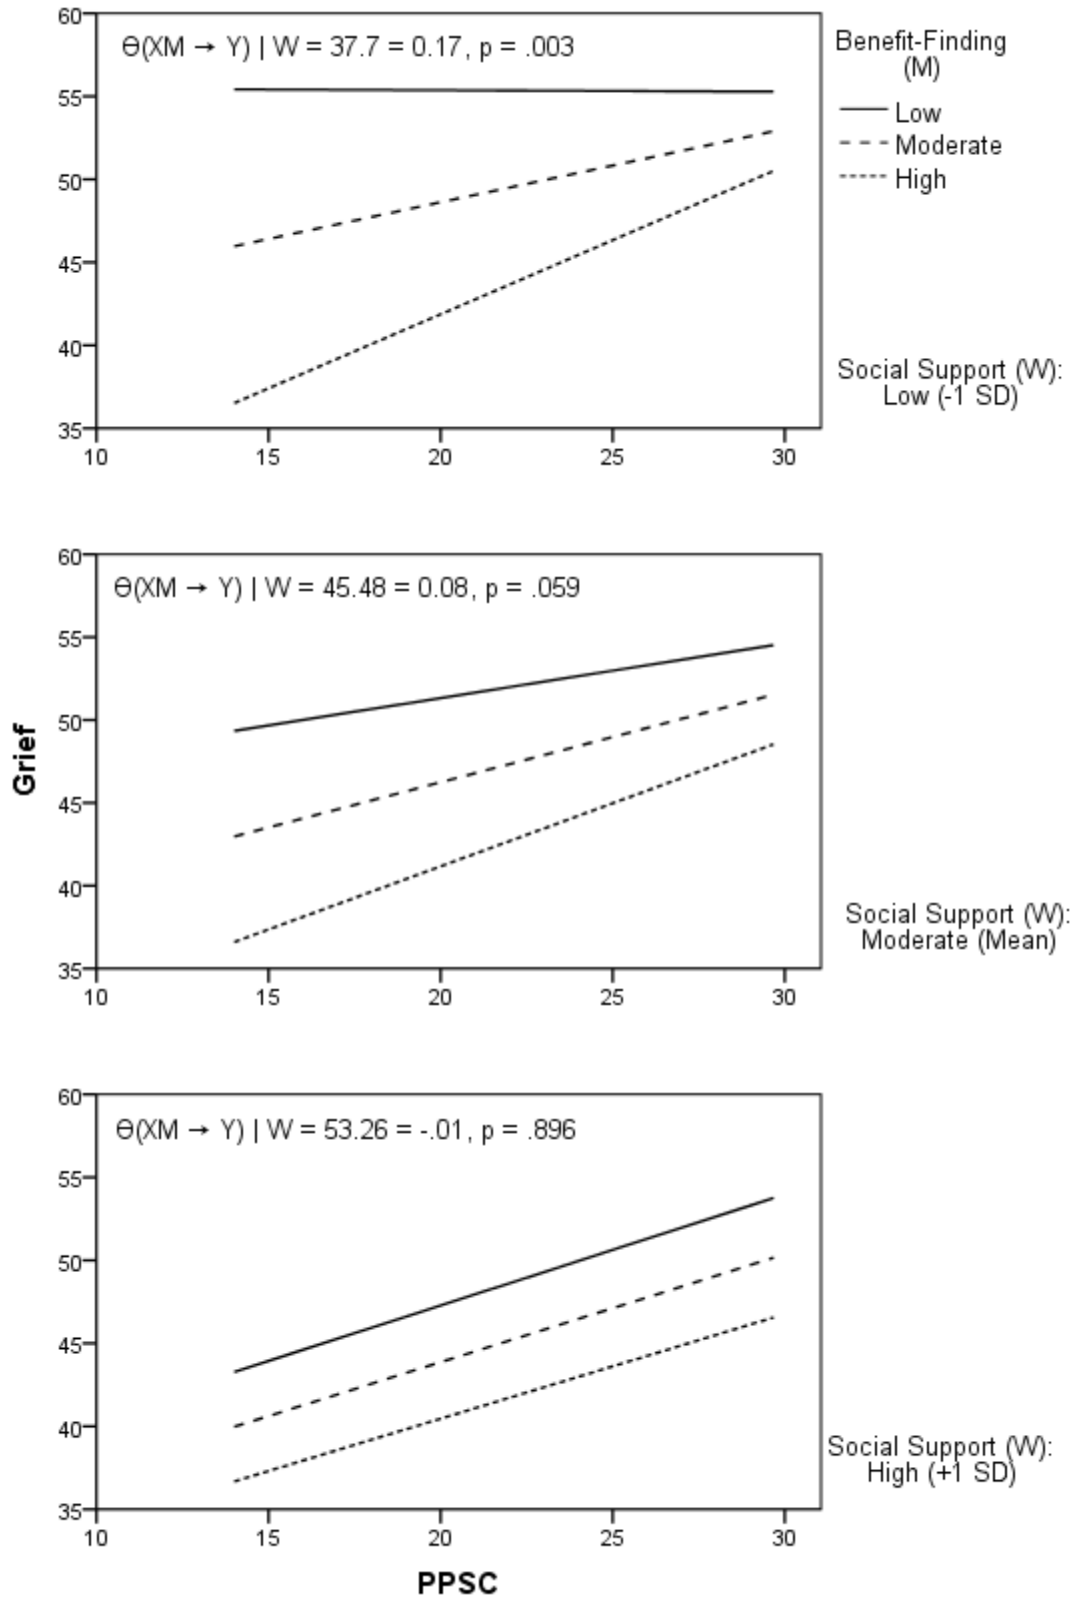 60
ϴ(XM → Y) | W = 37.7 = 0.17, p = .003
Benefit-Finding
(M)
55
Low
Moderate
50
High
45
40
Social Support (W):
Low (-1 SD)
35
10 15 20 25 30
60
ϴ(XM → Y) | W = 45.48 = 0.08, p = .059
55
50
Grief
45
40
Social Support (W):
Moderate (Mean)
35
10 15 20 25 30
60
ϴ(XM → Y) | W = 53.26 = -.01, p = .896
55
50
45
40
Social Support (W):
High (+1 SD)
35
10 15 20 25 30
PPSC